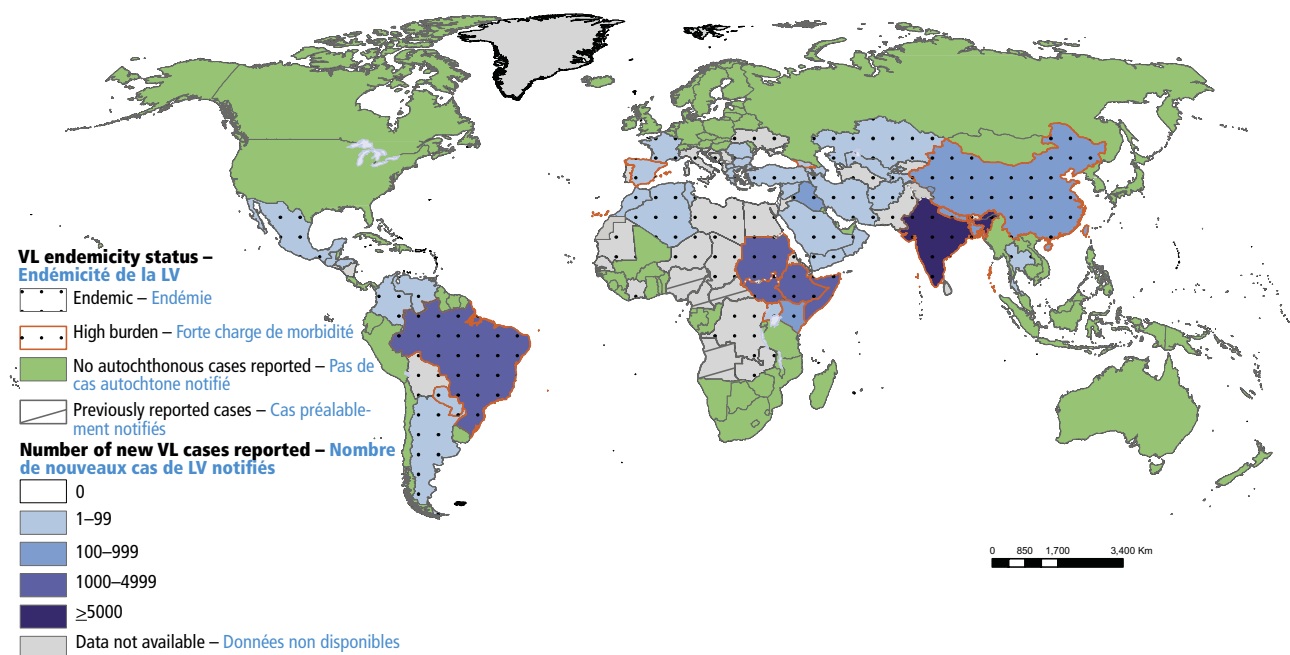 VL endemicity status –
Endémicité de la LV
Endemic – Endémie
High burden – Forte charge de morbidité
No autochthonous cases reported – Pas de
cas autochtone notifié
Previously reported cases – Cas préalable-
ment notifiés
Number of new VL cases reported – Nombre
de nouveaux cas de LV notifiés
0
1–99
100–999
1000–4999
≥5000
Data not available – Données non disponibles
0 850 1,700 3,400 Km